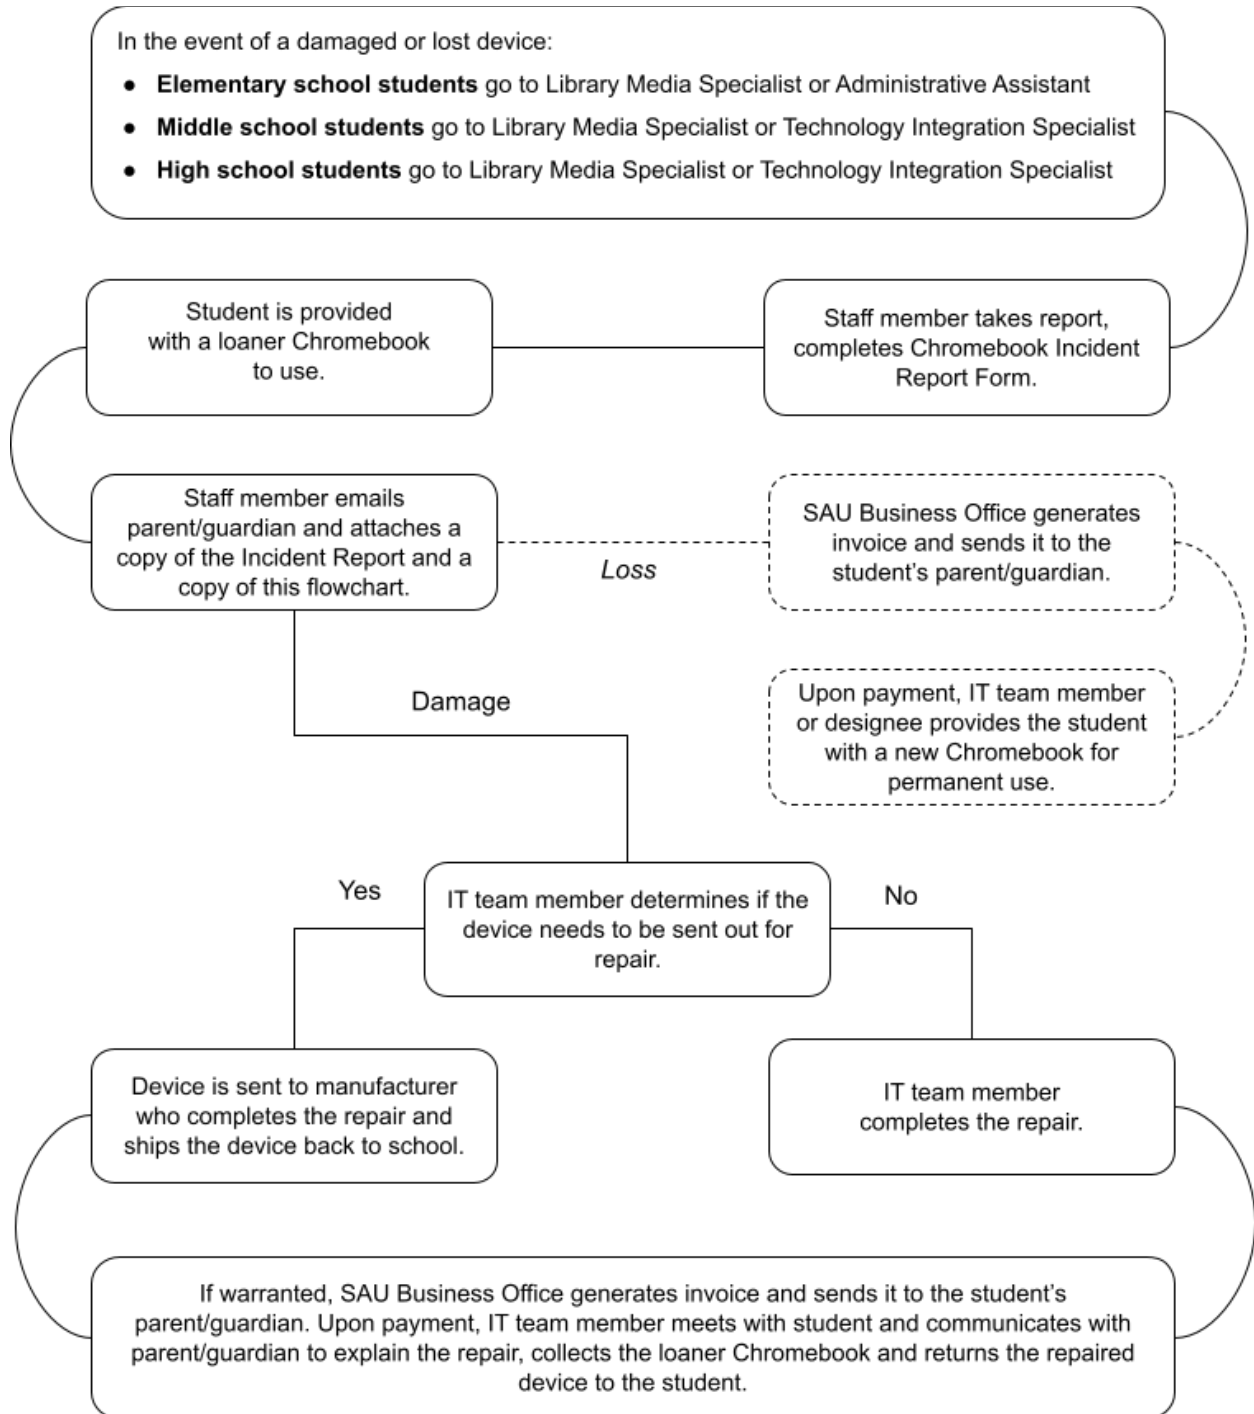 In the event of a damaged or lost device:
● Elementary school students go to Library Media Specialist or Administrative Assistant
● Middle school students go to Library Media Specialist or Technology Integration Specialist
● High school students go to Library Media Specialist or Technology Integration Specialist
Staff member takes report,
completes Chromebook Incident
Report Form.
Student is provided
with a loaner Chromebook
to use.
Staff member emails
parent/guardian and attaches a
copy of the Incident Report and a
copy of this flowchart.
Loss
SAU Business Office generates
invoice and sends it to the
student's parent/guardian.
Upon payment, IT team member
or designee provides the student
with a new Chromebook for
permanent use.
Damage
IT team member determines if the
device needs to be sent out for
repair.
Yes
No
Device is sent to manufacturer
who completes the repair and
ships the device back to school.
IT team member
completes the repair.
If warranted, SAU Business Office generates invoice and sends it to the student's
parent/guardian. Upon payment, IT team member meets with student and communicates with
parent/guardian to explain the repair, collects the loaner Chromebook and returns the repaired
device to the student.